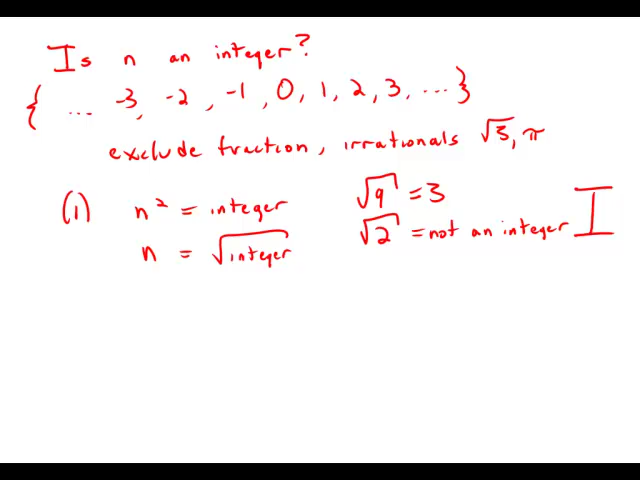 Is n an integer?
{ ... -3, -2, -1, 0, 1, 2, 3, ... }
exclude fraction, irrationals √3, π
(1) n² = integer √9 = 3
n = √integer √2 = not an integer I